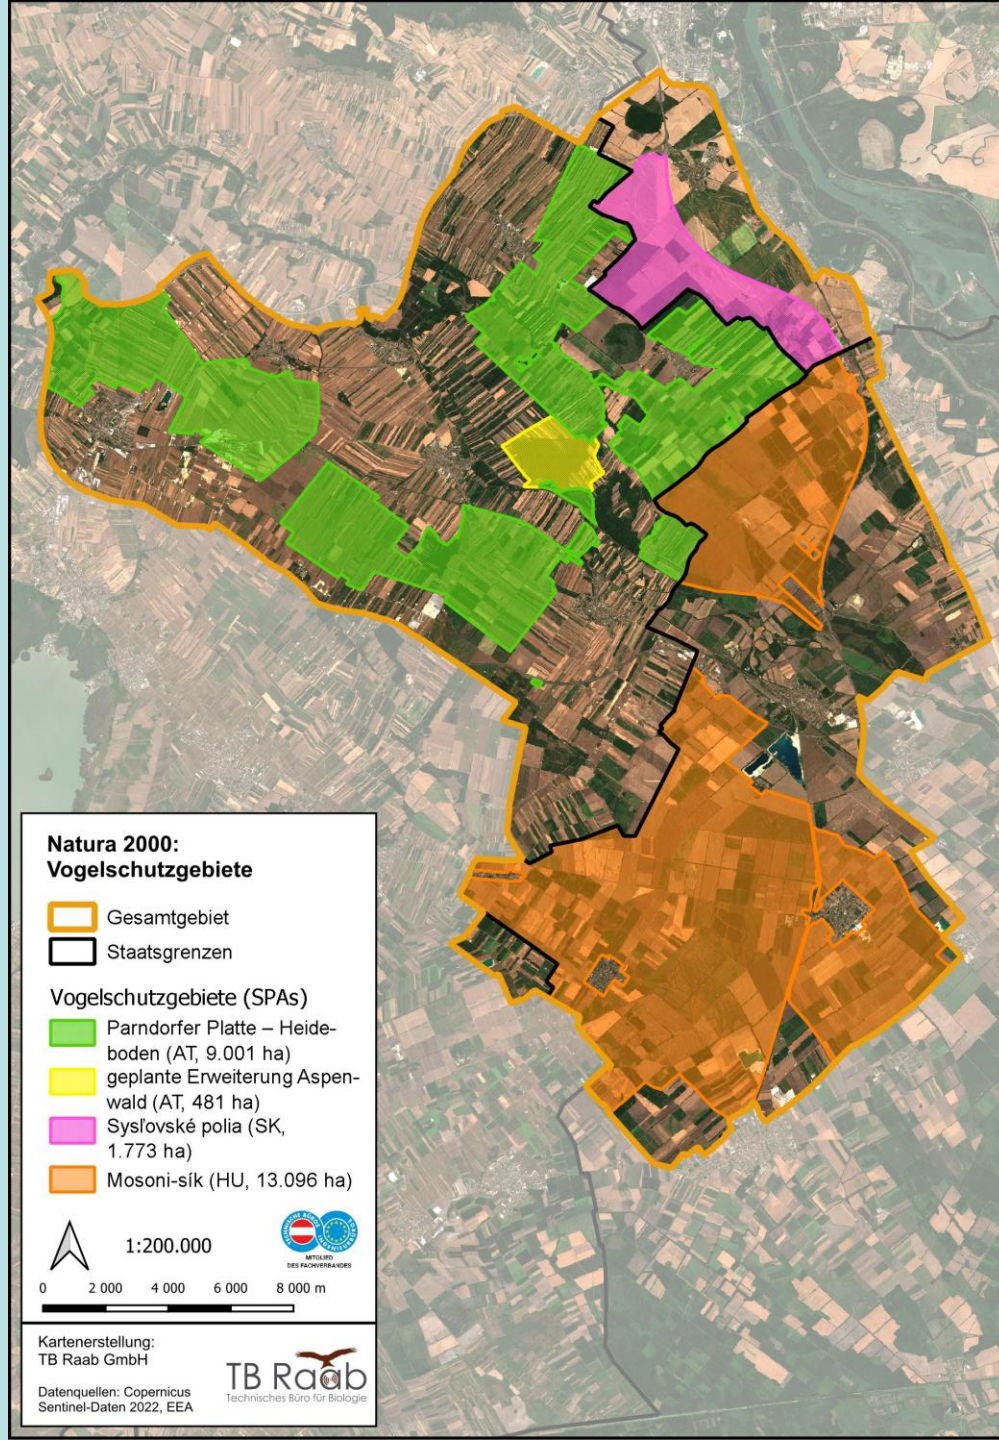 Natura 2000:
Vogelschutzgebiete
Gesamtgebiet
Staatsgrenzen
Vogelschutzgebiete (SPAs)
Parndorfer Platte – Heide-
boden (AT, 9.001 ha)
geplante Erweiterung Aspen-
wald (AT, 481 ha)
Sysľovské polia (SK,
1.773 ha)
Mosoni-sík (HU, 13.096 ha)
1:200.000
TECHNISCHE BÜROS
INGENIEURBÜROS
MITGLIED
DES FACHVERBANDES
0 2 000 4 000 6 000 8 000 m
Kartenerstellung:
TB Raab GmbH
Datenquellen: Copernicus
Sentinel-Daten 2022, EEA
TB Raab
Technisches Büro für Biologie